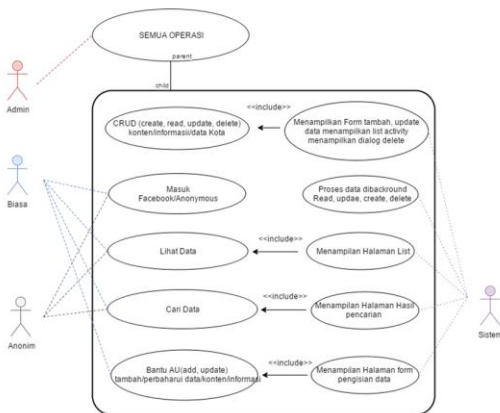 SEMUA OPERASI
parent
Admin
child
<<include>>
CRUD (create, read, update, delete)
konten/informasii/data Kota
Menampilkan Form tambah, update
data menampilkan list activity
menampilkan dialog delete
Biasa
Masuk
Facebook/Anonymous
Proses data dibackround
Read, updae, create, delete
<<include>>
Lihat Data
Menampilan Halaman List
<<include>>
Cari Data
Menampilan Halaman Hasil
pencarian
Anonim
Sistem
<<include>>
Bantu AU(add, update)
tambah/perbaharui data/konten/informasi
Menampilan Halaman form
pengisian data